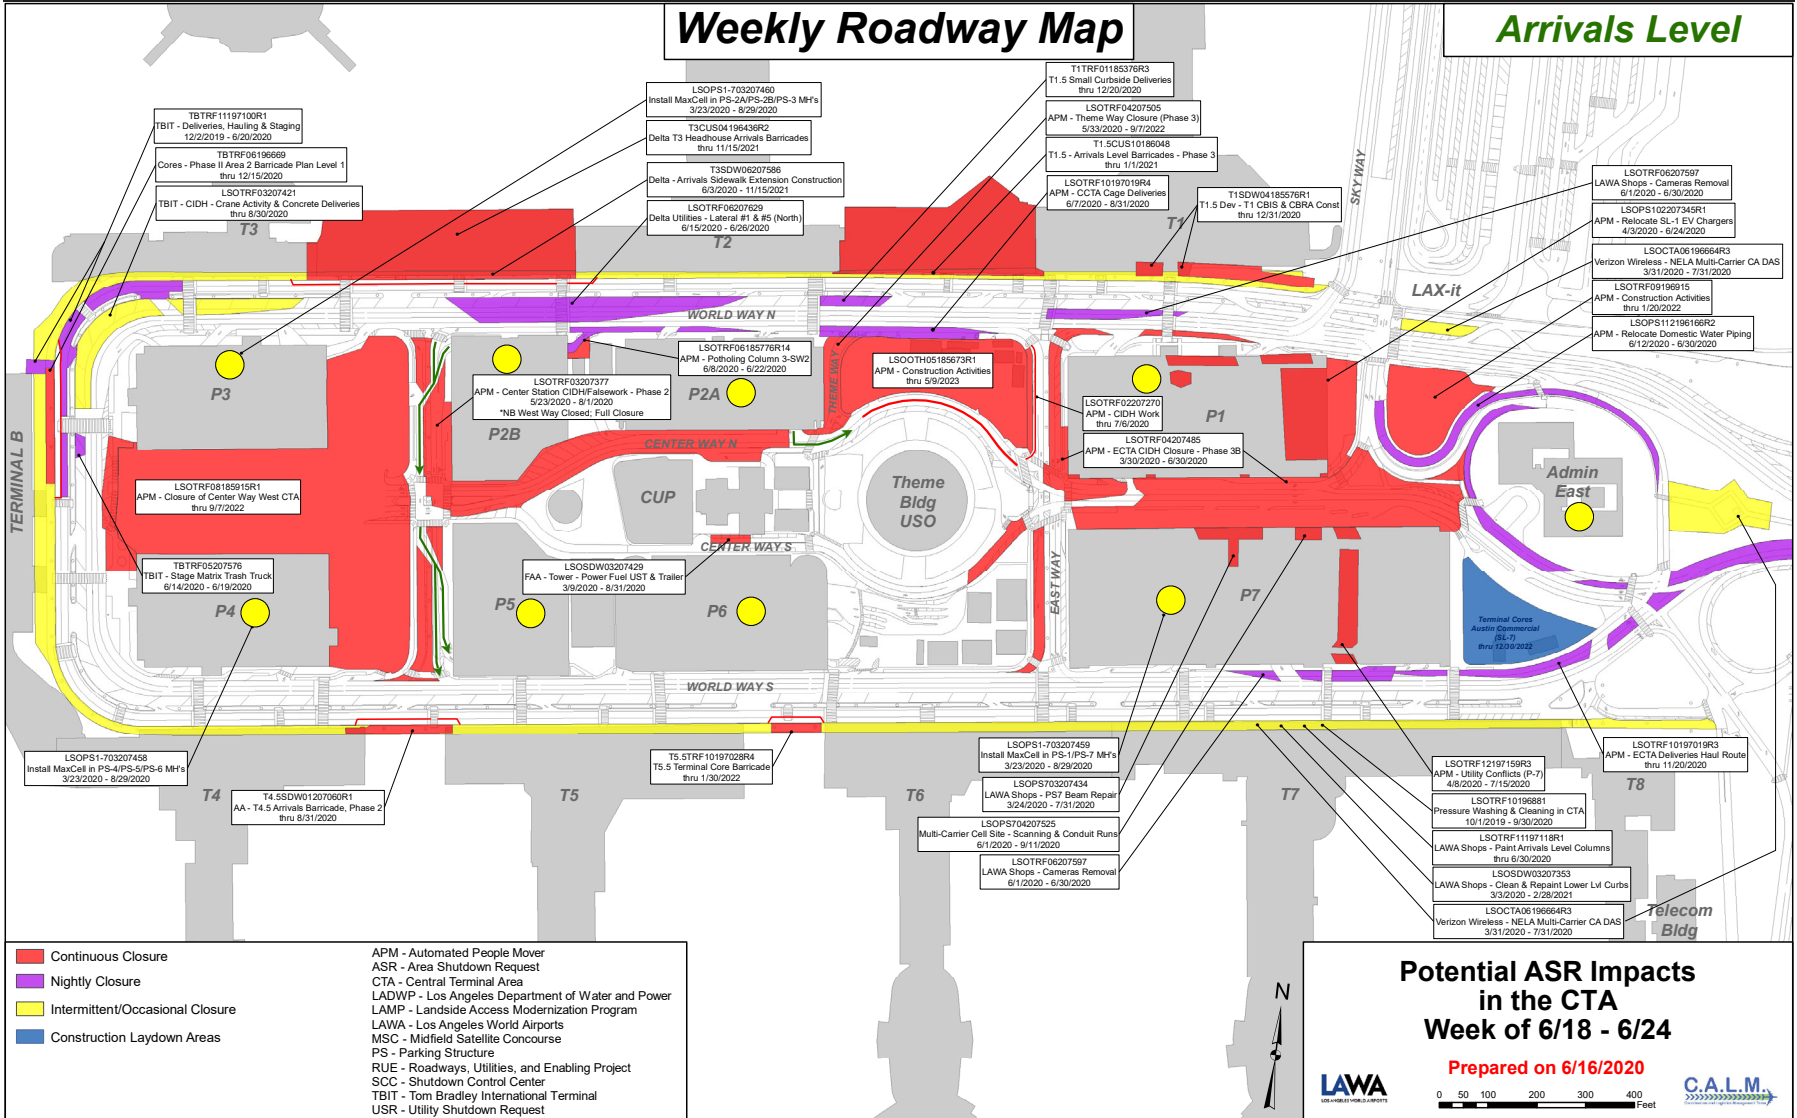 Weekly Roadway Map
Arrivals Level
TBTRF11197100R1
TBIT - Deliveries, Hauling & Staging
12/2/2019 - 6/20/2020
TBTRF06196669
Cores - Phase II Area 2 Barricade Plan Level 1
thru 12/15/2020
LSOTRF03207421
TBIT - CIDH - Crane Activity & Concrete Deliveries
thru 8/30/2020
LSOPS1-703207460
Install MaxCell in PS-2A/PS-2B/PS-3 MH's
3/23/2020 - 8/29/2020
T3CUS04196436R2
Delta T3 Headhouse Arrivals Barricades
thru 11/15/2021
T3SDW06207586
Delta - Arrivals Sidewalk Extension Construction
6/3/2020 - 11/15/2021
LSOTRF06207629
Delta Utilities - Lateral #1 & #5 (North)
6/15/2020 - 6/26/2020
T1TRF01185376R3
T1.5 Small Curbside Deliveries
thru 12/20/2020
LSOTRF04207505
APM - Theme Way Closure (Phase 3)
5/33/2020 - 9/7/2022
T1.5CUS10186048
T1.5 - Arrivals Level Barricades - Phase 3
thru 1/1/2021
LSOTRF10197019R4
APM - CCTA Cage Deliveries
6/7/2020 - 8/31/2020
T1SDW04185576R1
T1.5 Dev - T1 CBIS & CBRA Const
thru 12/31/2020
LSOTRF06207597
LAWA Shops - Cameras Removal
6/1/2020 - 6/30/2020
LSOPS102207345R1
APM - Relocate SL-1 EV Chargers
4/3/2020 - 6/24/2020
LSOCTA06196664R3
Verizon Wireless - NELA Multi-Carrier CA DAS
3/31/2020 - 7/31/2020
LSOTRF09196915
APM - Construction Activities
thru 1/20/2022
LSOPS112196166R2
APM - Relocate Domestic Water Piping
6/12/2020 - 6/30/2020
T3
T2
T1
SKY WAY
LAX-it
WORLD WAY N
LSOTRF06185776R14
APM - Potholing Column 3-SW2
6/8/2020 - 6/22/2020
LSOOTH05185673R1
APM - Construction Activities
thru 5/9/2023
LSOTRF03207377
APM - Center Station CIDH/Falsework - Phase 2
5/23/2020 - 8/1/2020
*NB West Way Closed; Full Closure
LSOTRF02207270
APM - CIDH Work
thru 7/6/2020
LSOTRF04207485
APM - ECTA CIDH Closure - Phase 3B
3/30/2020 - 6/30/2020
P3
P2B
P2A
THEME WAY
P1
CENTER WAY N
TERMINAL B
LSOTRF08185915R1
APM - Closure of Center Way West CTA
thru 9/7/2022
CUP
Theme
Bldg
USO
Admin
East
CENTER WAY S
TBTRF05207576
TBIT - Stage Matrix Trash Truck
6/14/2020 - 6/19/2020
LSOSDW03207429
FAA - Tower - Power Fuel UST & Trailer
3/9/2020 - 8/31/2020
EAST WAY
P4
P5
P6
P7
Terminal Cores
Austin Commercial
(SL-7)
thru 12/30/2022
WORLD WAY S
LSOPS1-703207458
Install MaxCell in PS-4/PS-5/PS-6 MH's
3/23/2020 - 8/29/2020
T4.5SDW01207060R1
AA - T4.5 Arrivals Barricade, Phase 2
thru 8/31/2020
T5.5TRF10197028R4
T5.5 Terminal Core Barricade
thru 1/30/2022
LSOPS1-703207459
Install MaxCell in PS-1/PS-7 MH's
3/23/2020 - 8/29/2020
LSOPS703207434
LAWA Shops - PS7 Beam Repair
3/24/2020 - 7/31/2020
LSOPS704207525
Multi-Carrier Cell Site - Scanning & Conduit Runs
6/1/2020 - 9/11/2020
LSOTRF06207597
LAWA Shops - Cameras Removal
6/1/2020 - 6/30/2020
LSOTRF10197019R3
APM - ECTA Deliveries Haul Route
thru 11/20/2020
LSOTRF12197159R3
APM - Utility Conflicts (P-7)
4/8/2020 - 7/15/2020
LSOTRF10196881
Pressure Washing & Cleaning in CTA
10/1/2019 - 9/30/2020
LSOTRF11197118R1
LAWA Shops - Paint Arrivals Level Columns
thru 6/30/2020
LSOSDW03207353
LAWA Shops - Clean & Repaint Lower Lvl Curbs
3/3/2020 - 2/28/2021
LSOCTA06196664R3
Verizon Wireless - NELA Multi-Carrier CA DAS
3/31/2020 - 7/31/2020
T4
T5
T6
T7
T8
Telecom
Bldg
Continuous Closure
Nightly Closure
Intermittent/Occasional Closure
Construction Laydown Areas
APM - Automated People Mover
ASR - Area Shutdown Request
CTA - Central Terminal Area
LADWP - Los Angeles Department of Water and Power
LAMP - Landside Access Modernization Program
LAWA - Los Angeles World Airports
MSC - Midfield Satellite Concourse
PS - Parking Structure
RUE - Roadways, Utilities, and Enabling Project
SCC - Shutdown Control Center
TBIT - Tom Bradley International Terminal
USR - Utility Shutdown Request
N
Potential ASR Impacts
in the CTA
Week of 6/18 - 6/24
Prepared on 6/16/2020
LAWA
LOS ANGELES WORLD AIRPORTS
0 50 100 200 300 400
Feet
C.A.L.M.